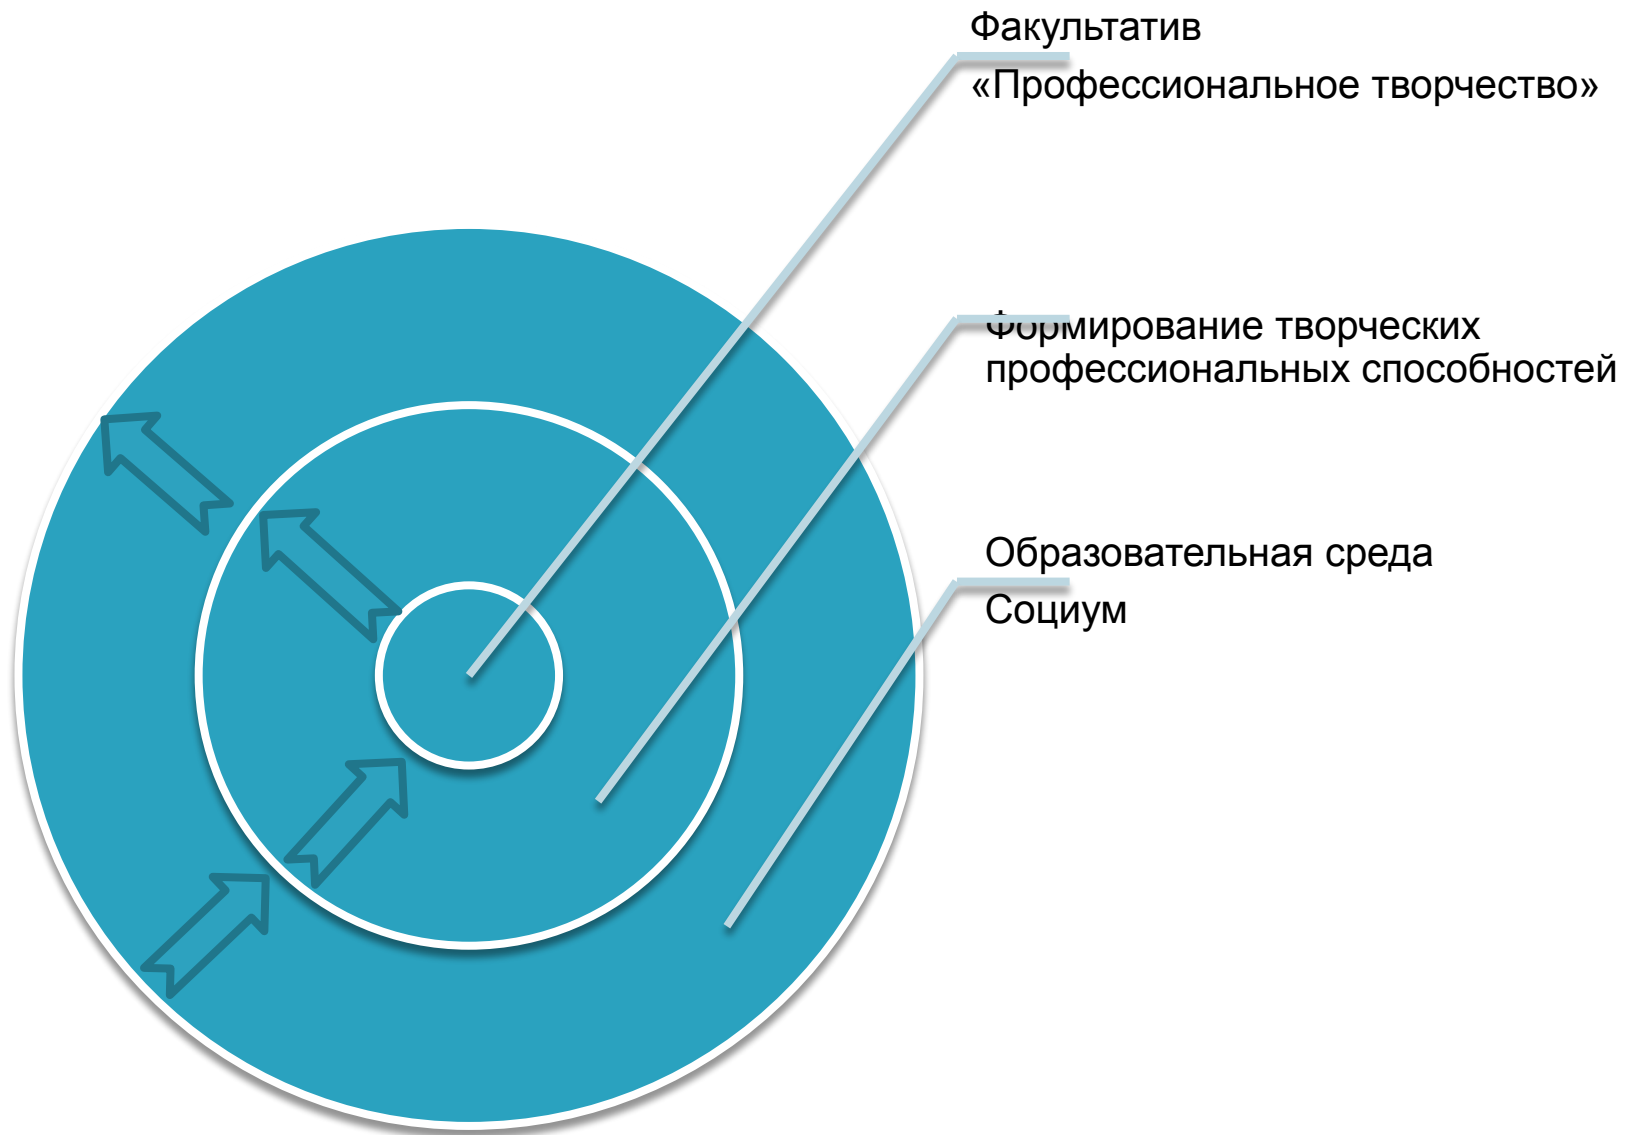 Факультатив
«Профессиональное творчество»
Формирование творческих
профессиональных способностей
Образовательная среда
Социум